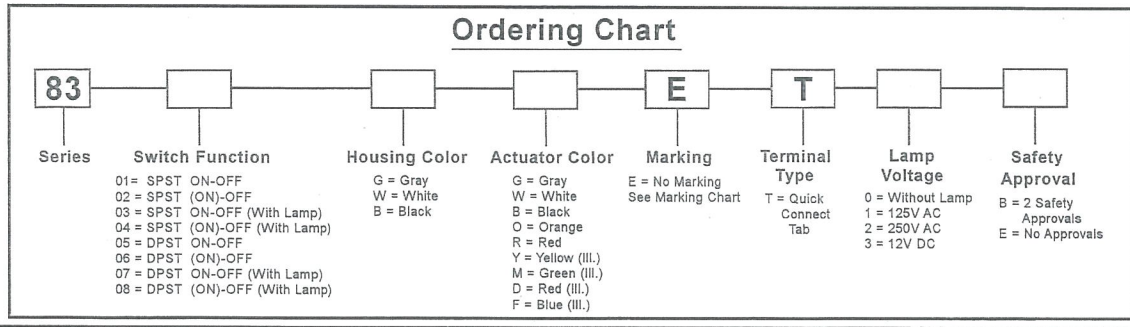 Ordering Chart
83 E T
Series
Switch Function
01= SPST ON-OFF
02 = SPST (ON)-OFF
03 = SPST ON-OFF (With Lamp)
04 = SPST (ON)-OFF (With Lamp)
05 = DPST ON-OFF
06 = DPST (ON)-OFF
07 = DPST ON-OFF (With Lamp)
08 = DPST (ON)-OFF (With Lamp)
Housing Color
G = Gray
W = White
B = Black
Actuator Color
G = Gray
W = White
B = Black
O = Orange
R = Red
Y = Yellow (Ill.)
M = Green (Ill.)
D = Red (Ill.)
F = Blue (Ill.)
Marking
E = No Marking
See Marking Chart
Terminal
Type
T = Quick
Connect
Tab
Lamp
Voltage
0 = Without Lamp
1 = 125V AC
2 = 250V AC
3 = 12V DC
Safety
Approval
B = 2 Safety
Approvals
E = No Approvals